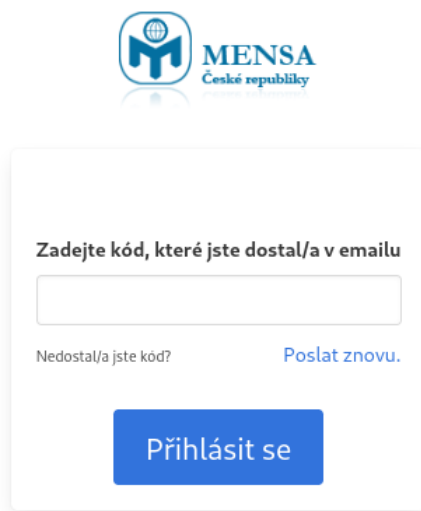 MENSA
České republiky
Zadejte kód, které jste dostal/a v emailu
Nedostal/a jste kód? Poslat znovu.
Přihlásit se